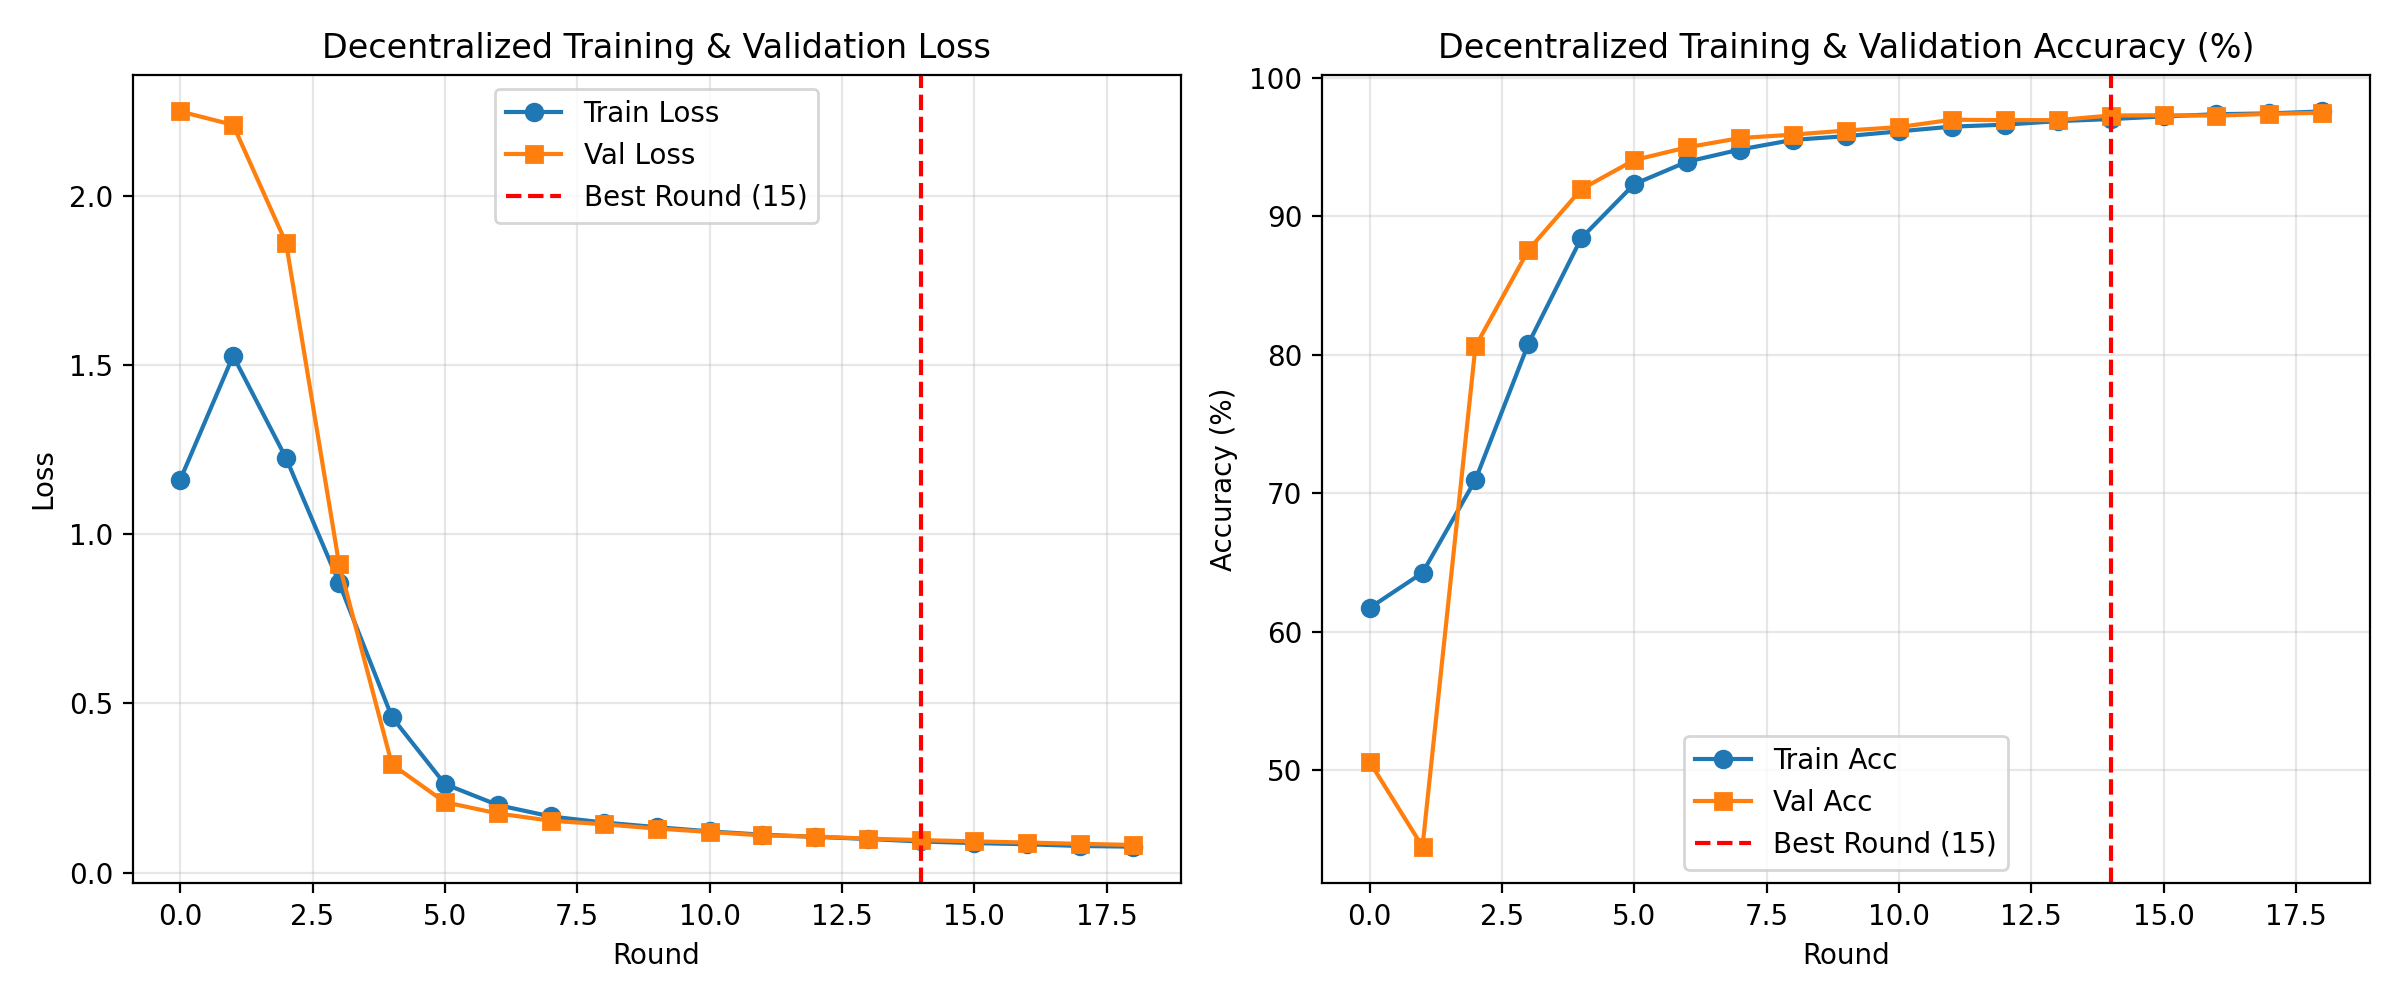 Decentralized Training & Validation Loss
Train Loss
Val Loss
Best Round (15)
2.0
1.5
1.0
0.5
0.0
Loss
0.0 2.5 5.0 7.5 10.0 12.5 15.0 17.5
Round
Decentralized Training & Validation Accuracy (%)
100
90
80
70
60
50
Accuracy (%)
Train Acc
Val Acc
Best Round (15)
0.0 2.5 5.0 7.5 10.0 12.5 15.0 17.5
Round